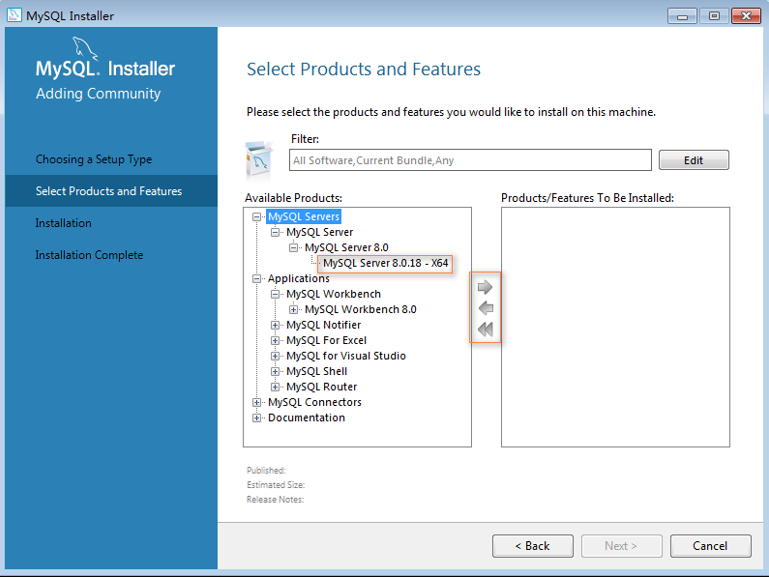 MySQL Installer
MySQL. Installer
Adding Community
Choosing a Setup Type
Select Products and Features
Installation
Installation Complete
Select Products and Features
Please select the products and features you would like to install on this machine.
Filter:
All Software,Current Bundle,Any
Edit
Available Products:
Products/Features To Be Installed:
MySQL Servers
MySQL Server
MySQL Server 8.0
MySQL Server 8.0.18 - X64
Applications
MySQL Workbench
MySQL Workbench 8.0
MySQL Notifier
MySQL For Excel
MySQL for Visual Studio
MySQL Shell
MySQL Router
MySQL Connectors
Documentation
Published:
Estimated Size:
Release Notes:
< Back
Next >
Cancel